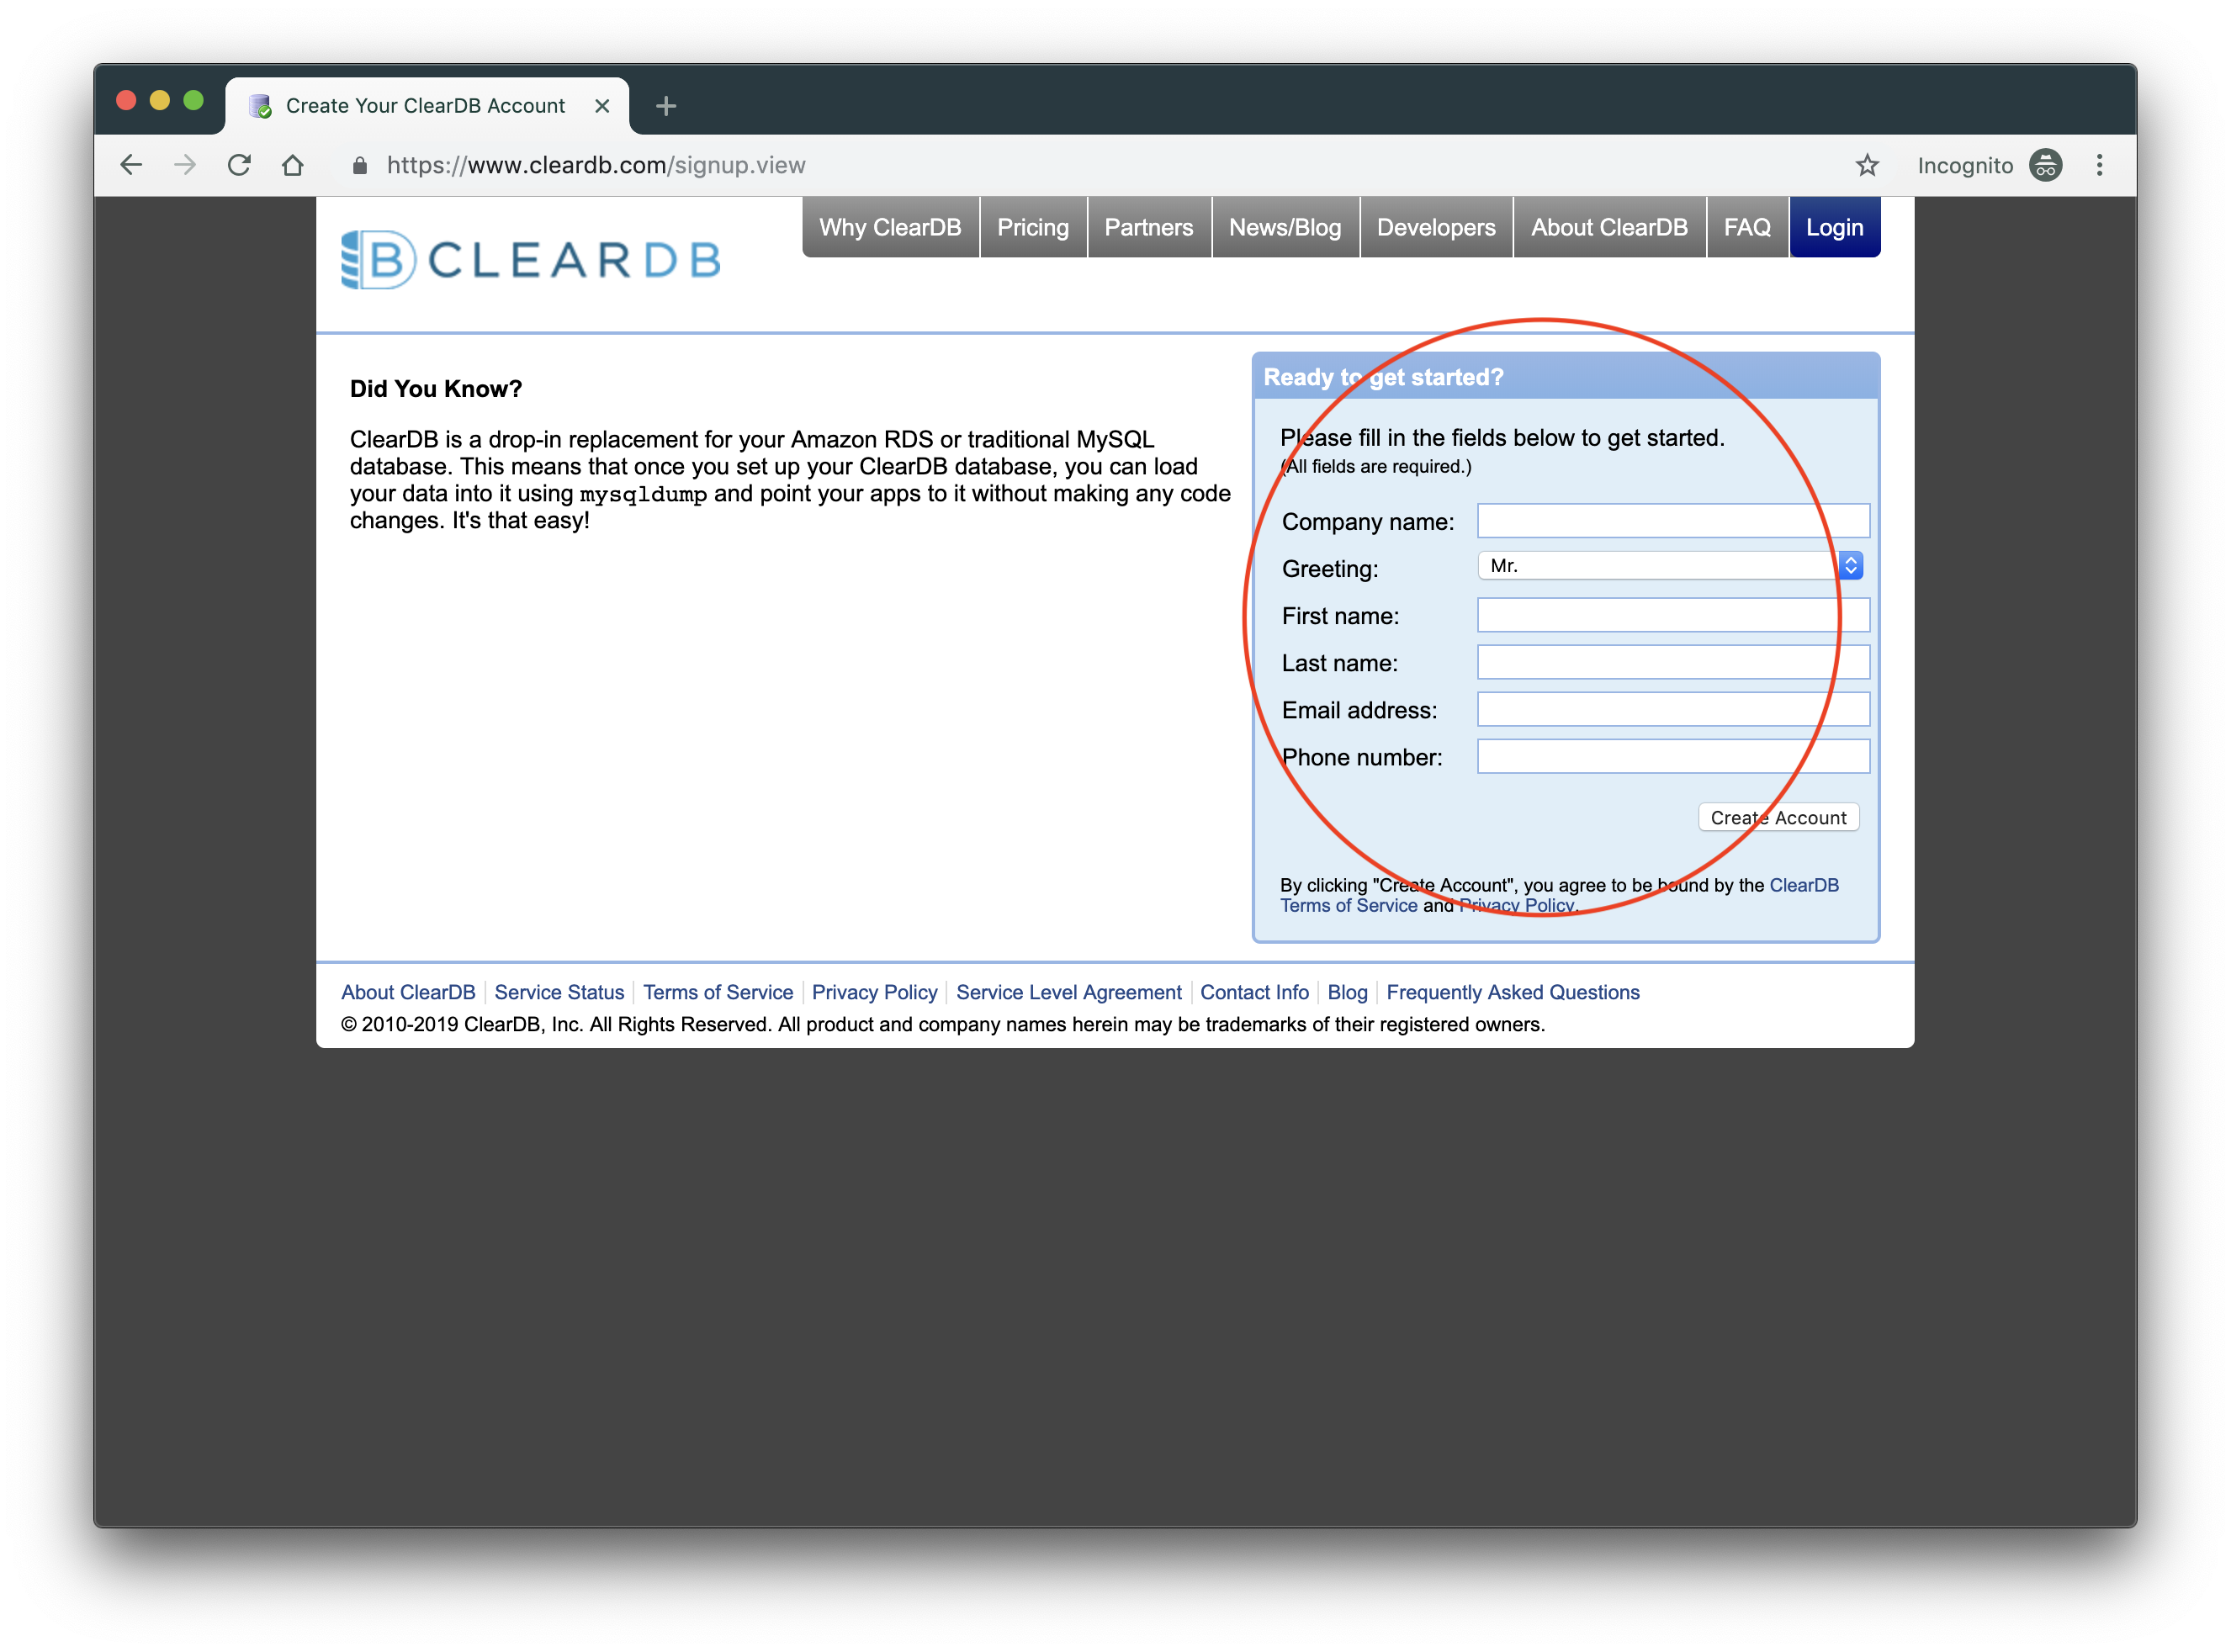 Create Your ClearDB Account
https://www.cleardb.com/signup.view
Incognito
B CLEARDB
Why ClearDB
Pricing
Partners
News/Blog
Developers
About ClearDB
FAQ
Login
Did You Know?
ClearDB is a drop-in replacement for your Amazon RDS or traditional MySQL
database. This means that once you set up your ClearDB database, you can load
your data into it using mysqldump and point your apps to it without making any code
changes. It's that easy!
Ready to get started?
Please fill in the fields below to get started.
(All fields are required.)
Company name:
Greeting: Mr.
First name:
Last name:
Email address:
Phone number:
Create Account
By clicking "Create Account", you agree to be bound by the ClearDB
Terms of Service and Privacy Policy.
About ClearDB Service Status Terms of Service Privacy Policy Service Level Agreement Contact Info Blog Frequently Asked Questions
© 2010-2019 ClearDB, Inc. All Rights Reserved. All product and company names herein may be trademarks of their registered owners.